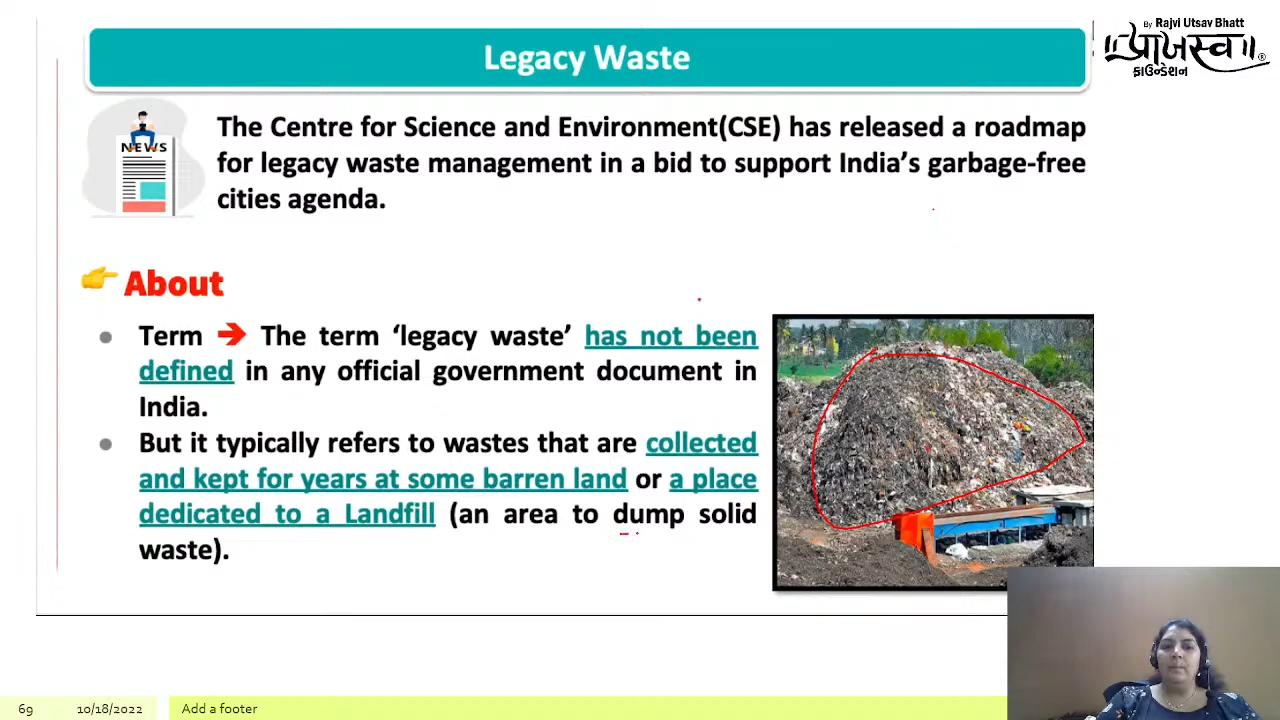 Legacy Waste
By Rajvi Utsav Bhatt
॥प्राजस्व॥
®
ફાઉન્ડેશન
NEWS
The Centre for Science and Environment(CSE) has released a roadmap
for legacy waste management in a bid to support India’s garbage-free
cities agenda.
About
Term ➔ The term ‘legacy waste’ has not been
defined in any official government document in
India.
But it typically refers to wastes that are collected
and kept for years at some barren land or a place
dedicated to a Landfill (an area to dump solid
waste).
69 10/18/2022 Add a footer